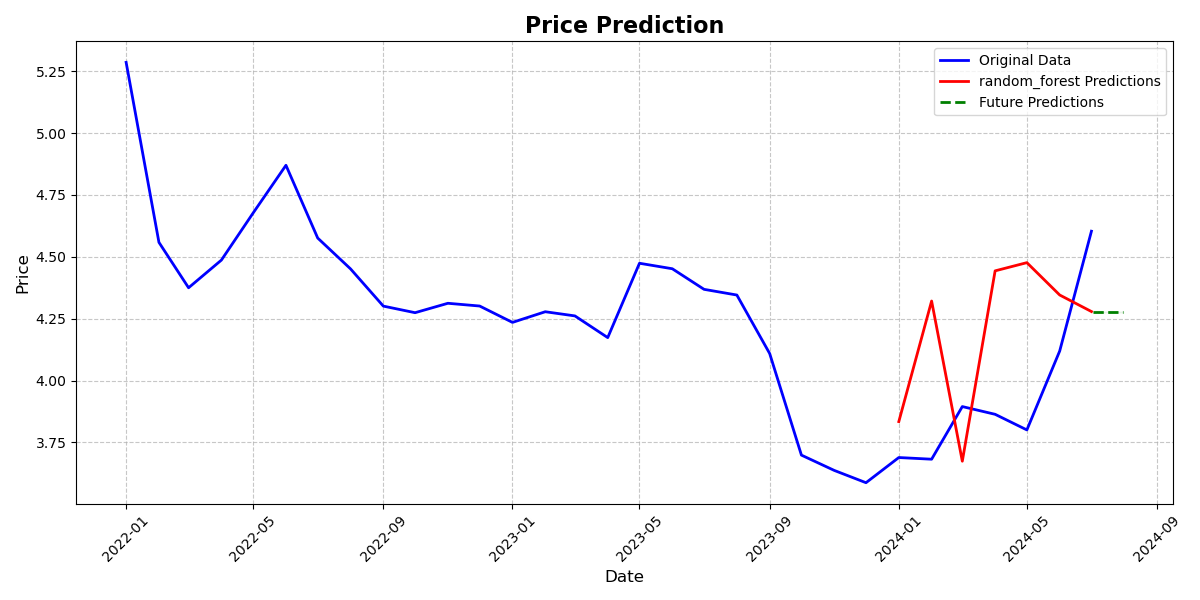 Price Prediction
Original Data
random_forest Predictions
Future Predictions
Price
5.25
5.00
4.75
4.50
4.25
4.00
3.75
2022-01
2022-05
2022-09
2023-01
2023-05
2023-09
2024-01
2024-05
2024-09
Date